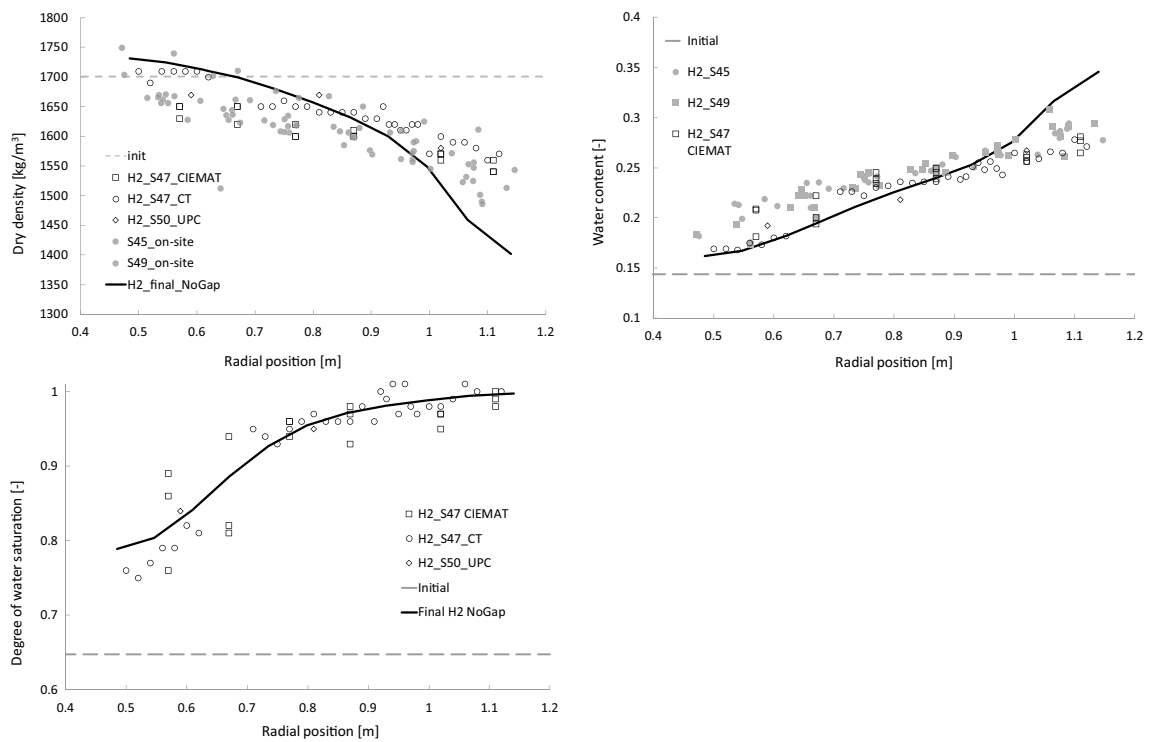 1800
1750
1700
1650
1600
1550
1500
1450
1400
1350
1300
Dry density [kg/m³]
init
H2_S47_CIEMAT
H2_S47_CT
H2_S50_UPC
S45_on-site
S49_on-site
H2_final_NoGap
0.4 0.5 0.6 0.7 0.8 0.9 1 1.1 1.2
Radial position [m]
0.4
0.35
0.3
0.25
0.2
0.15
0.1
Water content [-]
Initial
H2_S45
H2_S49
H2_S47
CIEMAT
0.4 0.5 0.6 0.7 0.8 0.9 1 1.1 1.2
Radial position [m]
1
0.9
0.8
0.7
0.6
Degree of water saturation [-]
H2_S47 CIEMAT
H2_S47_CT
H2_S50_UPC
Initial
Final H2 NoGap
0.4 0.5 0.6 0.7 0.8 0.9 1 1.1 1.2
Radial position [m]